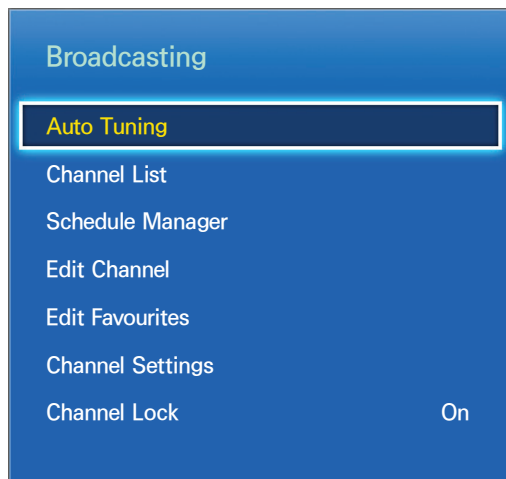 Broadcasting
Auto Tuning
Channel List
Schedule Manager
Edit Channel
Edit Favourites
Channel Settings
Channel Lock On